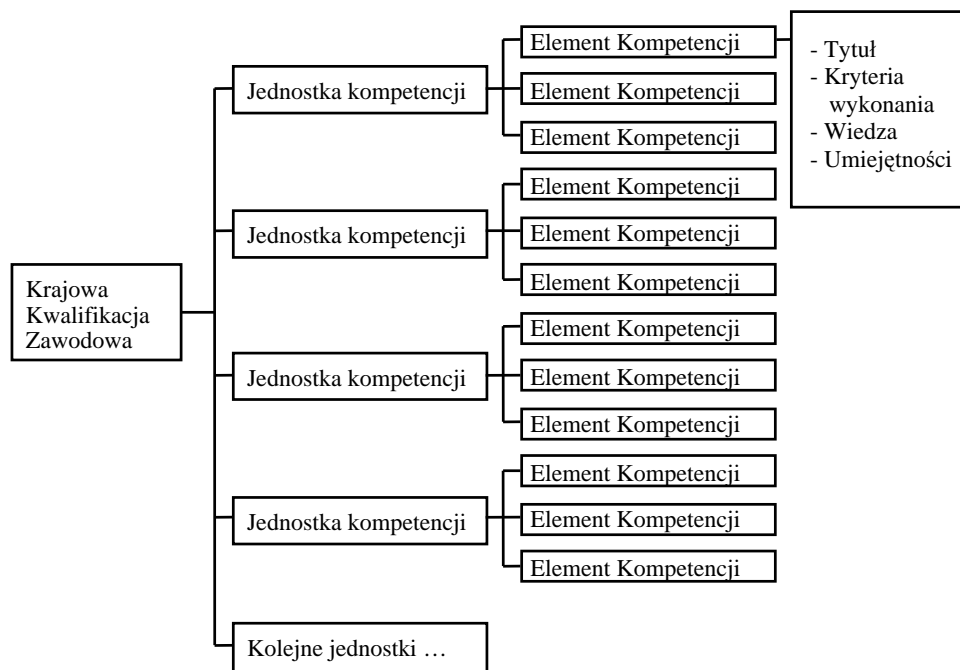 Krajowa
Kwalifikacja
Zawodowa
Jednostka kompetencji
Element Kompetencji
- Tytuł
- Kryteria
wykonania
- Wiedza
- Umiejętności
Element Kompetencji
Element Kompetencji
Jednostka kompetencji
Element Kompetencji
Element Kompetencji
Element Kompetencji
Jednostka kompetencji
Element Kompetencji
Element Kompetencji
Element Kompetencji
Jednostka kompetencji
Element Kompetencji
Element Kompetencji
Element Kompetencji
Kolejne jednostki …